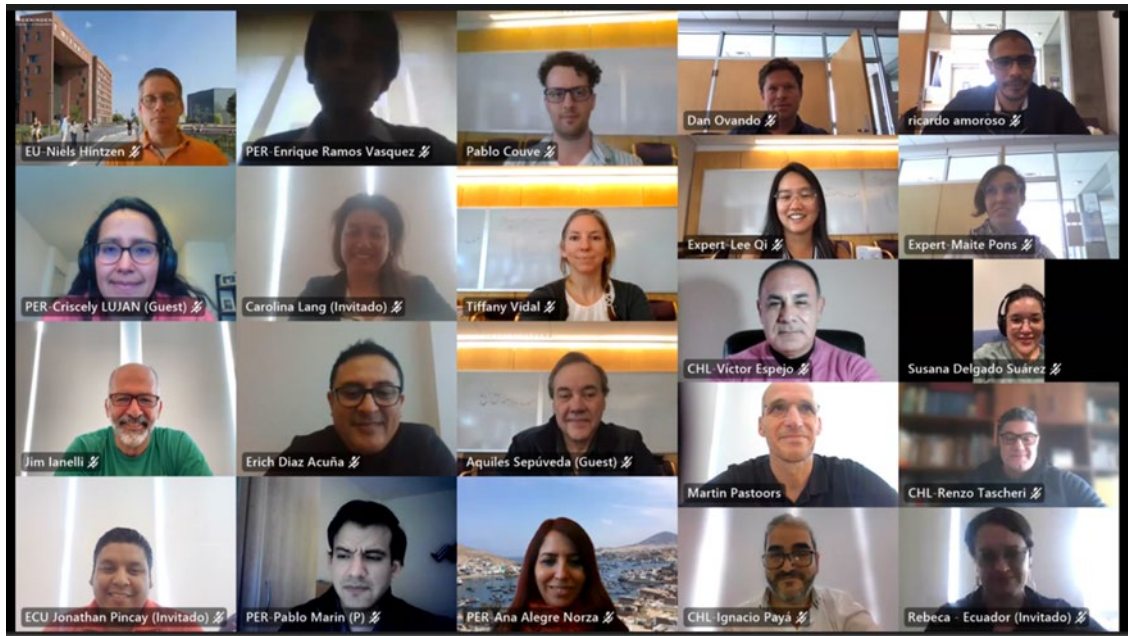 EU-Niels Hintzen
PER-Enrique Ramos Vasquez
Pablo Couve
Dan Ovando
ricardo amoroso
PER-Criscely LUJAN (Guest)
Carolina Lang (Invitado)
Tiffany Vidal
Expert-Lee Qi
Expert-Maite Pons
CHL-Víctor Espejo
Susana Delgado Suárez
Jim Ianelli
Erich Diaz Acuña
Aquiles Sepúveda (Guest)
Martin Pastoors
CHL-Renzo Tascheri
ECU Jonathan Pincay (Invitado)
PER-Pablo Marin (P)
PER-Ana Alegre Norza
CHL-Ignacio Payá
Rebeca - Ecuador (Invitado)